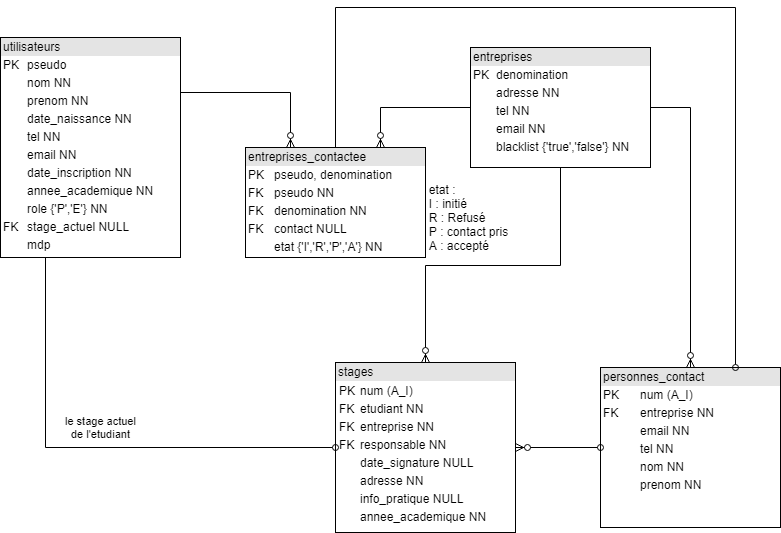 utilisateurs
PK pseudo
nom NN
prenom NN
date_naissance NN
tel NN
email NN
date_inscription NN
annee_academique NN
role {'P','E'} NN
FK stage_actuel NULL
mdp
entreprises
PK denomination
adresse NN
tel NN
email NN
blacklist {'true','false'} NN
entreprises_contactee
PK pseudo, denomination
FK pseudo NN
FK denomination NN
FK contact NULL
etat {'I','R','P','A'} NN
etat :
I : initié
R : Refusé
P : contact pris
A : accepté
le stage actuel
de l'etudiant
stages
PK num (A_I)
FK etudiant NN
FK entreprise NN
FK responsable NN
date_signature NULL
adresse NN
info_pratique NULL
annee_academique NN
personnes_contact
PK num (A_I)
FK entreprise NN
email NN
tel NN
nom NN
prenom NN